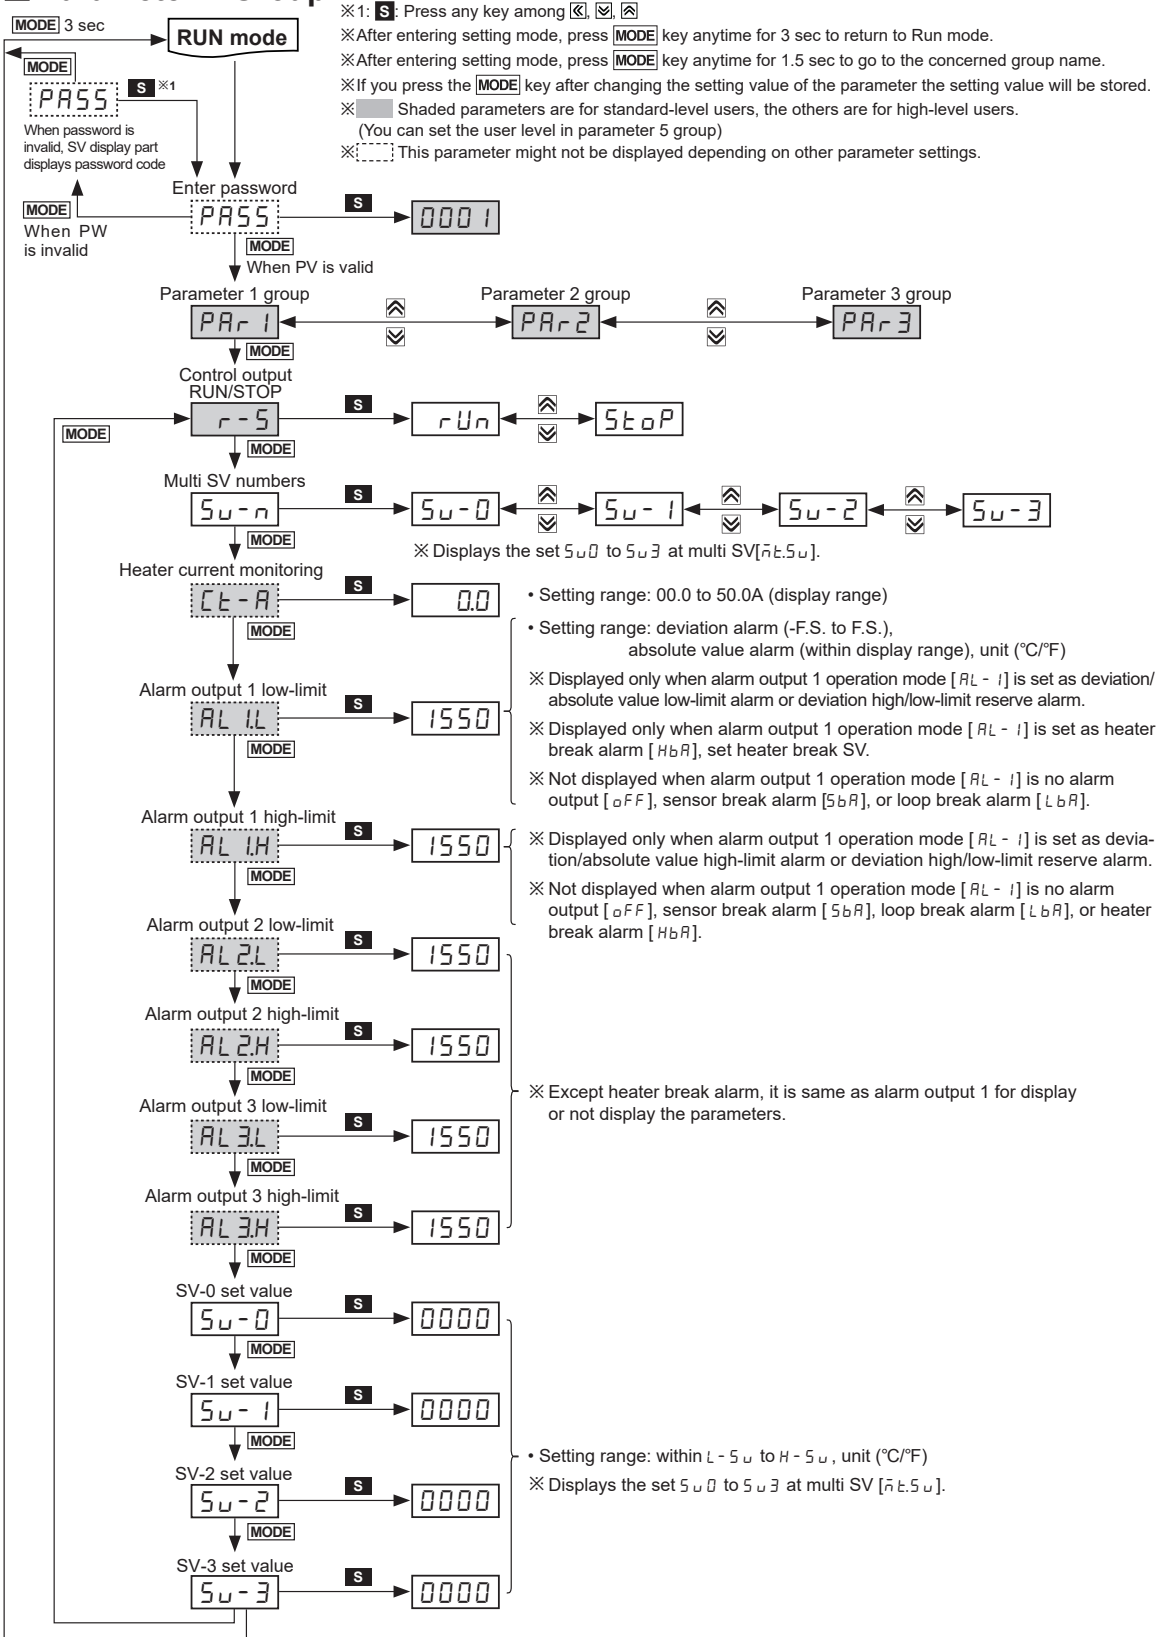 ※1: S: Press any key among
MODE 3 sec
RUN mode
※After entering setting mode, press MODE key anytime for 3 sec to return to Run mode.
※After entering setting mode, press MODE key anytime for 1.5 sec to go to the concerned group name.
※If you press the MODE key after changing the setting value of the parameter the setting value will be stored.
※ Shaded parameters are for standard-level users, the others are for high-level users.
(You can set the user level in parameter 5 group)
※ This parameter might not be displayed depending on other parameter settings.
MODE
PASS
S ※1
When password is
invalid, SV display part
displays password code
Enter password
PASS
S
0001
MODE
When PW
is invalid
MODE
When PV is valid
Parameter 1 group
Parameter 2 group
Parameter 3 group
PAr1
PAr2
PAr3
MODE
Control output
RUN/STOP
r-S
S
rUn
StoP
MODE
MODE
Multi SV numbers
Su-n
S
Su-0
Su-1
Su-2
Su-3
MODE
※ Displays the set Su0 to Su3 at multi SV[mt.Su].
Heater current monitoring
Ct-A
S
0.0
• Setting range: 00.0 to 50.0A (display range)
MODE
• Setting range: deviation alarm (-F.S. to F.S.),
absolute value alarm (within display range), unit (℃/℉)
※ Displayed only when alarm output 1 operation mode [AL-1] is set as deviation/
absolute value low-limit alarm or deviation high/low-limit reserve alarm.
※ Displayed only when alarm output 1 operation mode [AL-1] is set as heater
break alarm [HbA], set heater break SV.
※ Not displayed when alarm output 1 operation mode [AL-1] is no alarm
output [oFF], sensor break alarm [SbA], or loop break alarm [LbA].
Alarm output 1 low-limit
AL1.L
S
1550
MODE
Alarm output 1 high-limit
AL1.H
S
1550
MODE
※ Displayed only when alarm output 1 operation mode [AL-1] is set as devia-
tion/absolute value high-limit alarm or deviation high/low-limit reserve alarm.
※ Not displayed when alarm output 1 operation mode [AL-1] is no alarm
output [oFF], sensor break alarm [SbA], loop break alarm [LbA], or heater
break alarm [HbA].
Alarm output 2 low-limit
AL2.L
S
1550
MODE
Alarm output 2 high-limit
AL2.H
S
1550
MODE
※ Except heater break alarm, it is same as alarm output 1 for display
or not display the parameters.
Alarm output 3 low-limit
AL3.L
S
1550
MODE
Alarm output 3 high-limit
AL3.H
S
1550
MODE
SV-0 set value
Su-0
S
0000
MODE
SV-1 set value
Su-1
S
0000
MODE
• Setting range: within L-Su to H-Su, unit (℃/℉)
※ Displays the set Su0 to Su3 at multi SV [mt.Su].
SV-2 set value
Su-2
S
0000
MODE
SV-3 set value
Su-3
S
0000